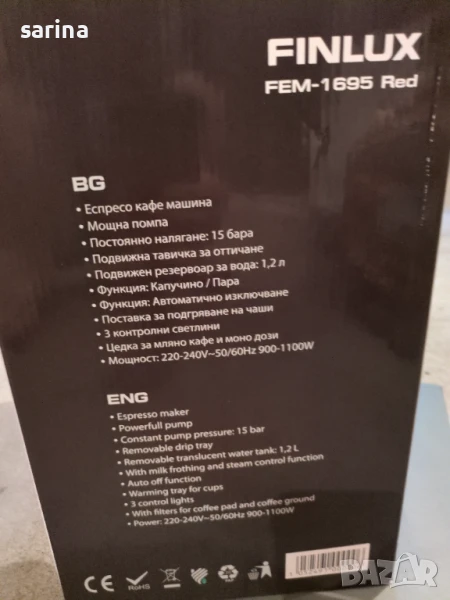 sarina
FINLUX
FEM-1695 Red
BG
• Еспресо кафе машина
• Мощна помпа
• Постоянно налягане: 15 бара
• Подвижна тавичка за оттичане
• Подвижен резервоар за вода: 1,2 л
• Функция: Капучино / Пара
• Функция: Автоматично изключване
• Поставка за подгряване на чаши
• 3 контролни светлини
• Цедка за мляно кафе и моно дози
• Мощност: 220-240V~50/60Hz 900-1100W
ENG
• Espresso maker
• Powerfull pump
• Constant pump pressure: 15 bar
• Removable drip tray
• Removable translucent water tank: 1,2 L
• With milk frothing and steam control function
• Auto off function
• Warming tray for cups
• 3 control lights
• With filters for coffee pad and coffee ground
• Power: 220-240V~50/60Hz 900-1100W
CE
RoHS
BAZAR